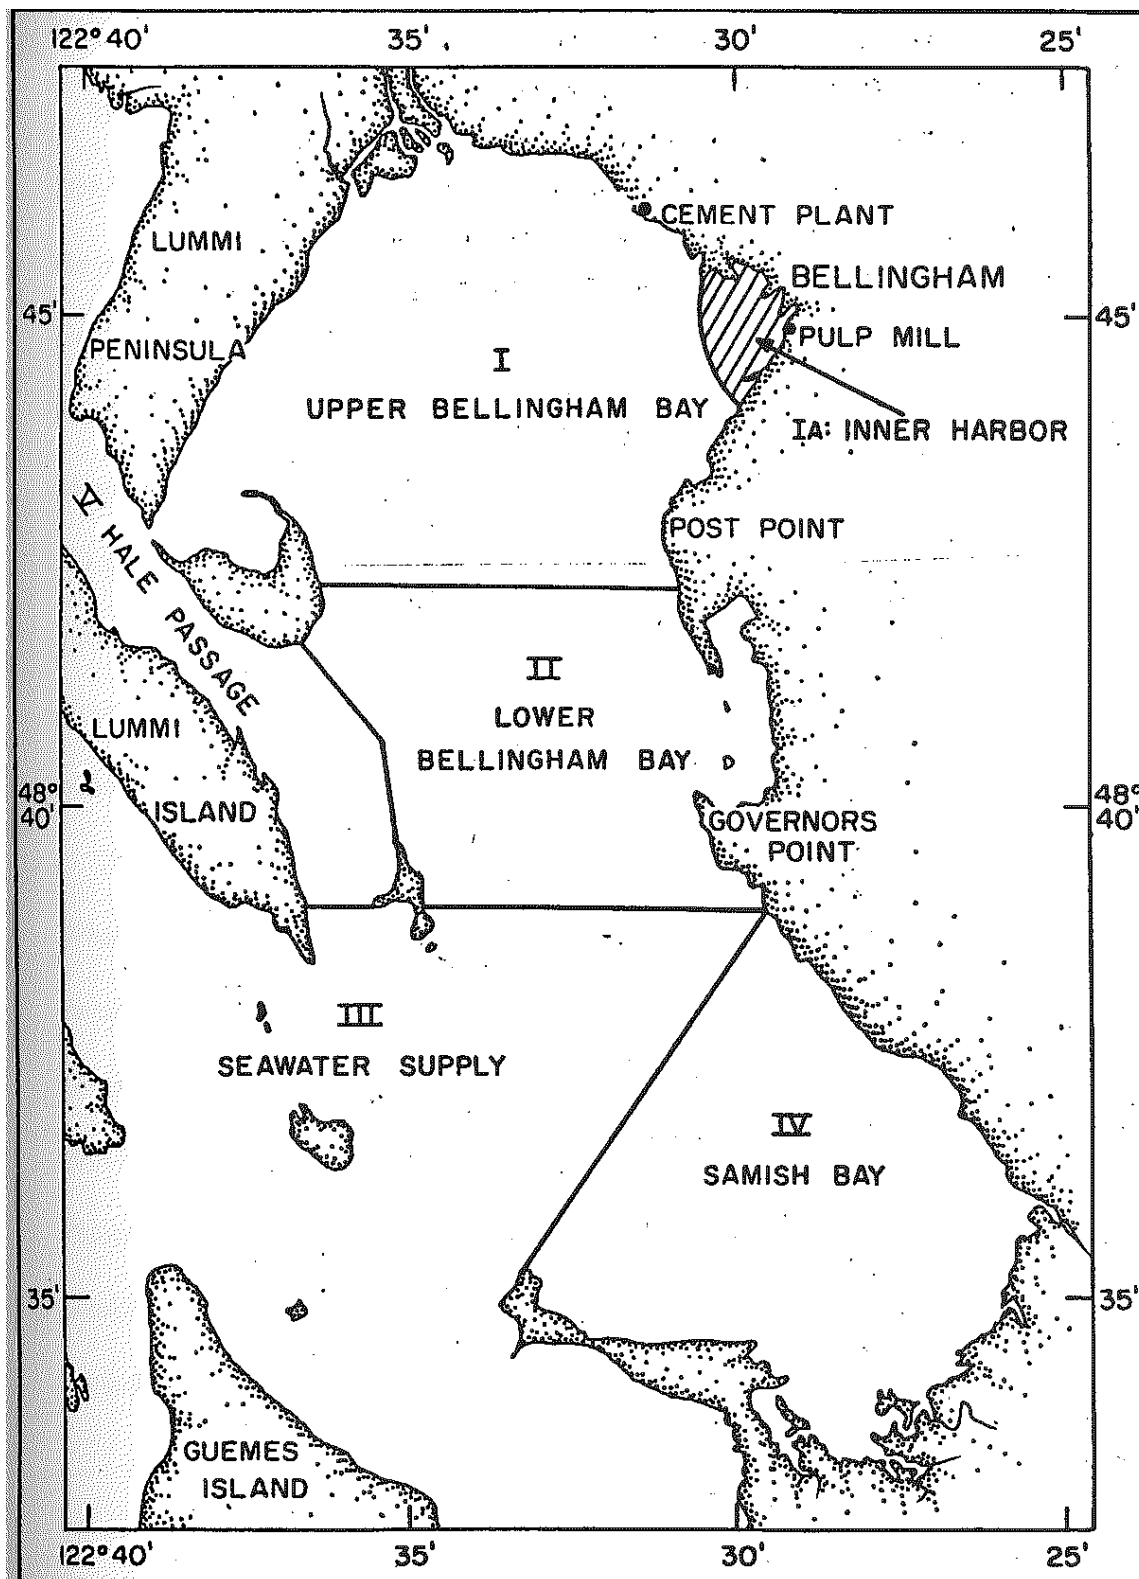 122°40' 35' 30' 25'
CEMENT PLANT
LUMMI
BELLINGHAM
45' 45'
PULP MILL
PENINSULA
I
UPPER BELLINGHAM BAY
IA: INNER HARBOR
V HALE PASSAGE
POST POINT
II
LOWER
BELLINGHAM BAY
LUMMI
ISLAND
48° 48°
40' 40'
GOVERNORS
POINT
III
SEAWATER SUPPLY
IV
SAMISH BAY
35' 35'
GUEMES
ISLAND
122°40' 35' 30' 25'